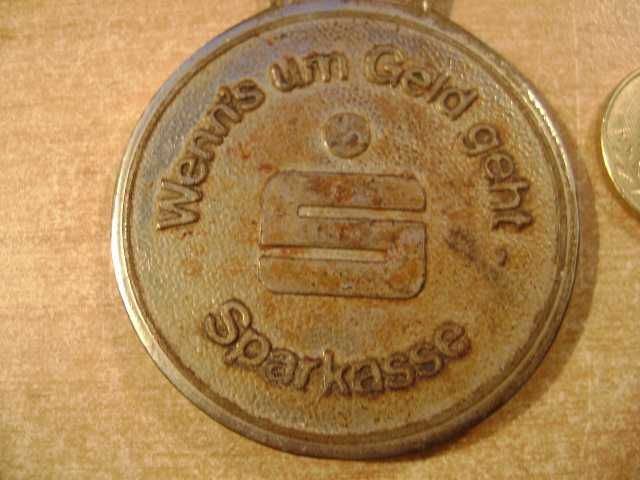 Wenn's um Geld geht -
Sparkasse